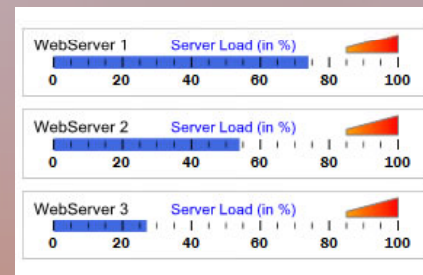 WebServer 1 Server Load (in %)
0 20 40 60 80 100
WebServer 2 Server Load (in %)
0 20 40 60 80 100
WebServer 3 Server Load (in %)
0 20 40 60 80 100